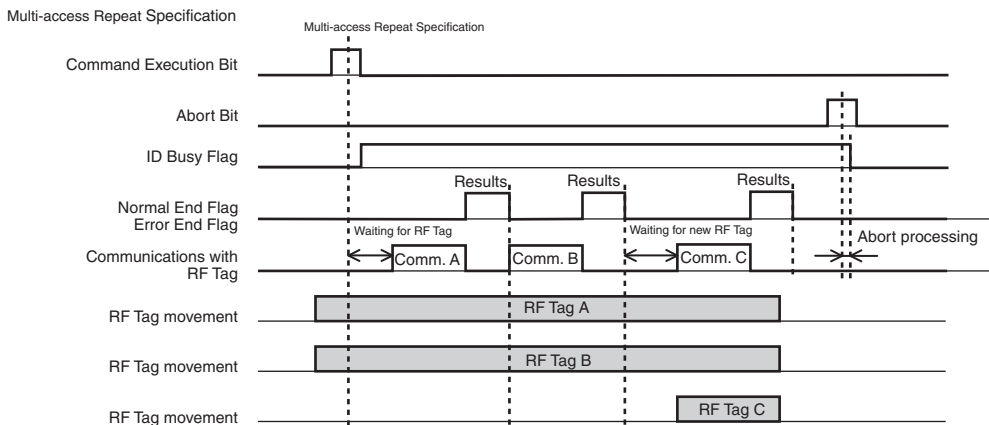 Multi-access Repeat Specification
Multi-access Repeat Specification
Command Execution Bit
Abort Bit
ID Busy Flag
Results
Results
Results
Normal End Flag
Error End Flag
Waiting for RF Tag
Waiting for new RF Tag
Abort processing
Communications with
RF Tag
Comm. A
Comm. B
Comm. C
RF Tag movement
RF Tag A
RF Tag movement
RF Tag B
RF Tag movement
RF Tag C